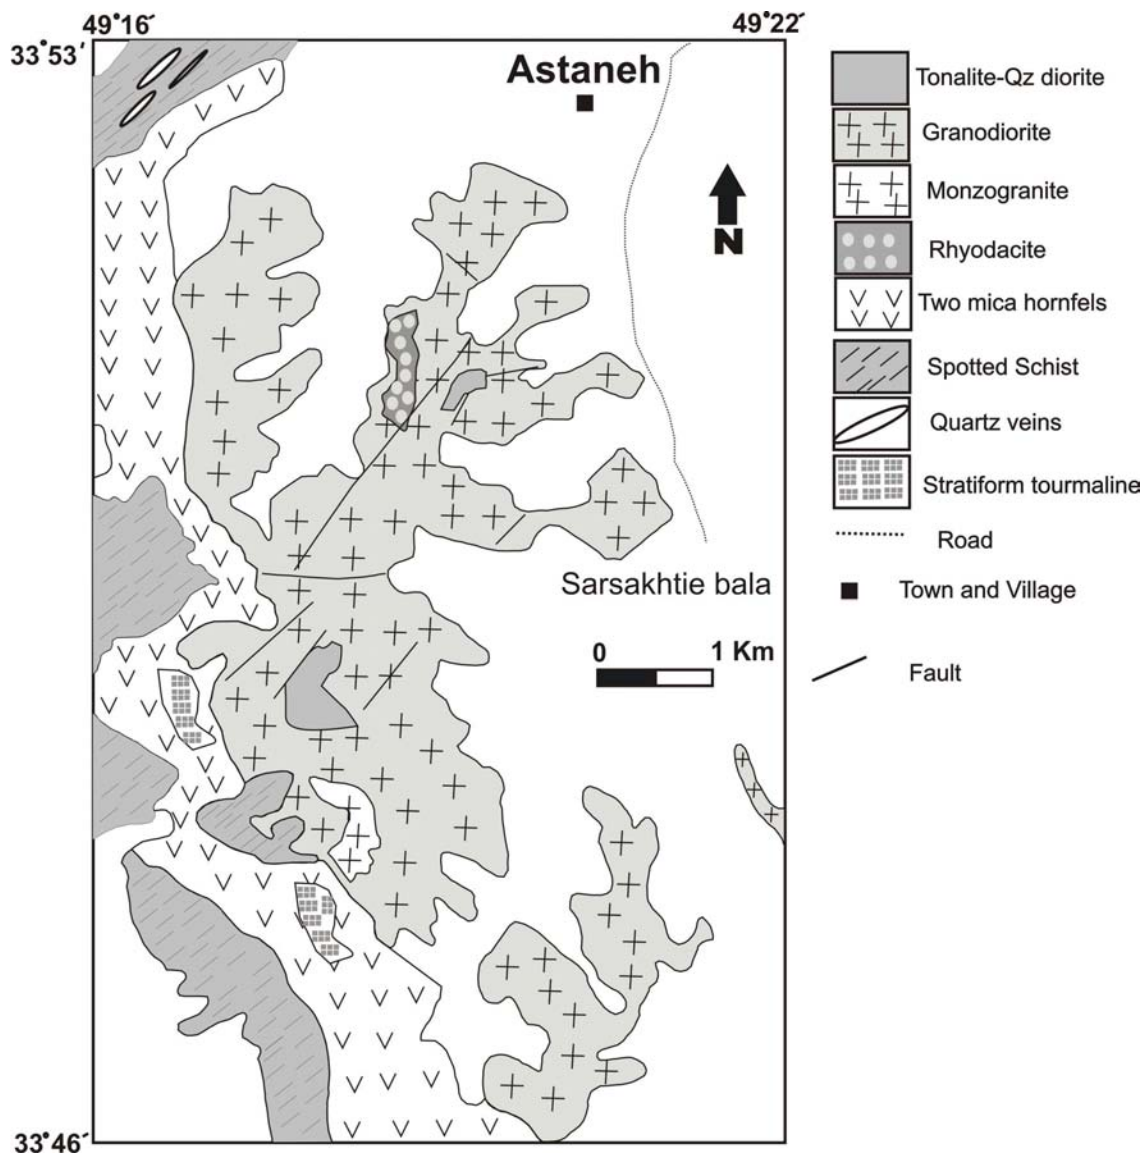 49°16´
49°22´
33°53´
Astaneh
N
Sarsakhtie bala
0 1 Km
33°46´
Tonalite-Qz diorite
Granodiorite
Monzogranite
Rhyodacite
Two mica hornfels
Spotted Schist
Quartz veins
Stratiform tourmaline
Road
Town and Village
Fault